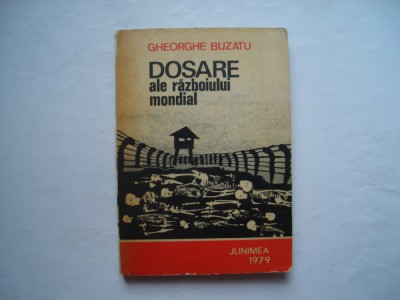 GHEORGHE BUZATU
DOSARE
ale războiului
mondial
JUNIMEA
1979